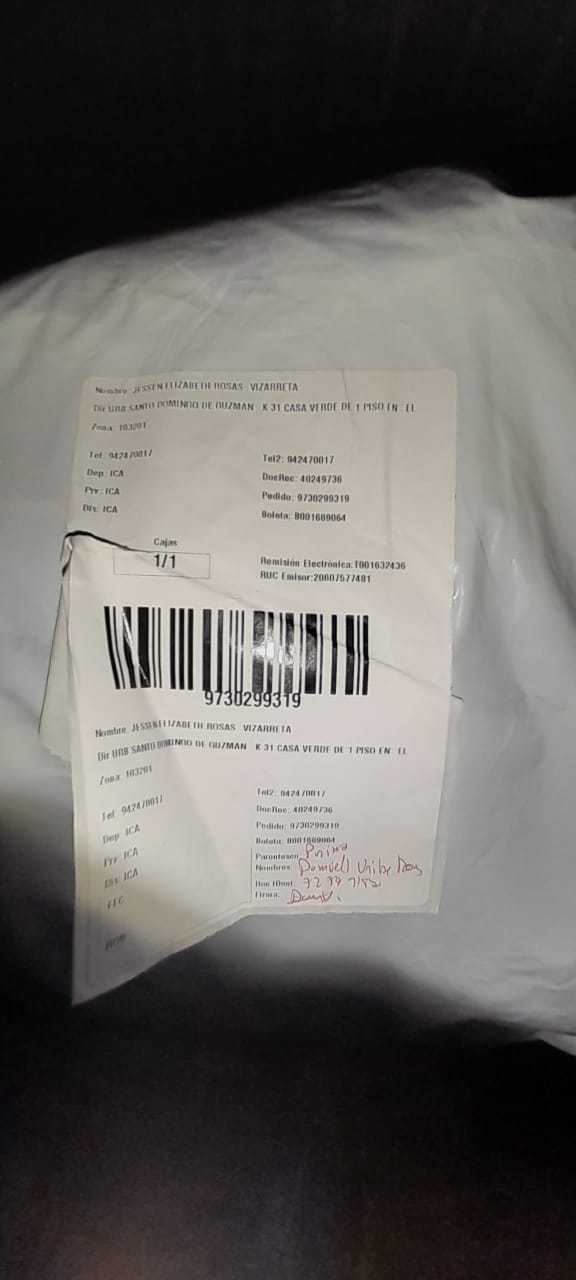 Nombre: JESSEN ELIZABETH ROSAS VIZARRETA
Dir URB SANTO DOMINGO DE GUZMAN K 31 CASA VERDE DE 1 PISO EN EL
Zona: 103201
Tel: 942470017 Tel2: 942470017
Dep: ICA DocRec: 40249736
Prv: ICA Pedido: 9730299319
Dis: ICA Boleta: B001689064
Cajas
1/1
Remisión Electrónica:T001632436
RUC Emisor:20607577481
9730299319
Nombre: JESSEN ELIZABETH ROSAS VIZARRETA
Dir URB SANTO DOMINGO DE GUZMAN K 31 CASA VERDE DE 1 PISO EN EL
Zona: 103201
Tel: 942470017 Tel2: 942470017
Dep: ICA DocRec: 40249736
Prv: ICA Pedido: 9730299319
Dis: ICA Boleta: B001689064
Parentesco: Prima
Nombres: Uribe
Doc IDent:
Firma: